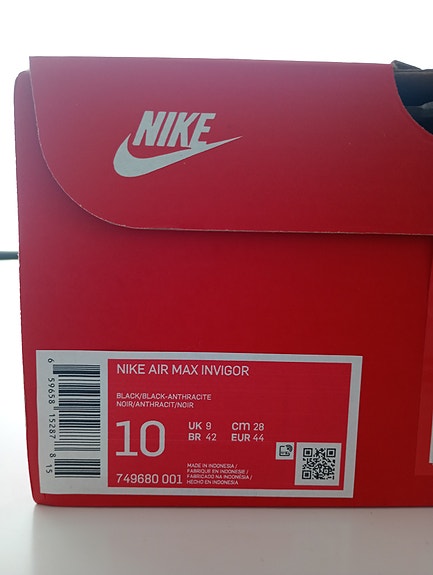 NIKE
NIKE AIR MAX INVIGOR
BLACK/BLACK-ANTHRACITE
NOIR/ANTHRACIT/NOIR
10
UK 9 cm 28
BR 42 EUR 44
749680 001
MADE IN INDONESIA /
FABRIQUE EN INDONESIE /
FABRICADO NA INDONESIA /
HECHO EN INDONESIA
6 59658 15287 8 15